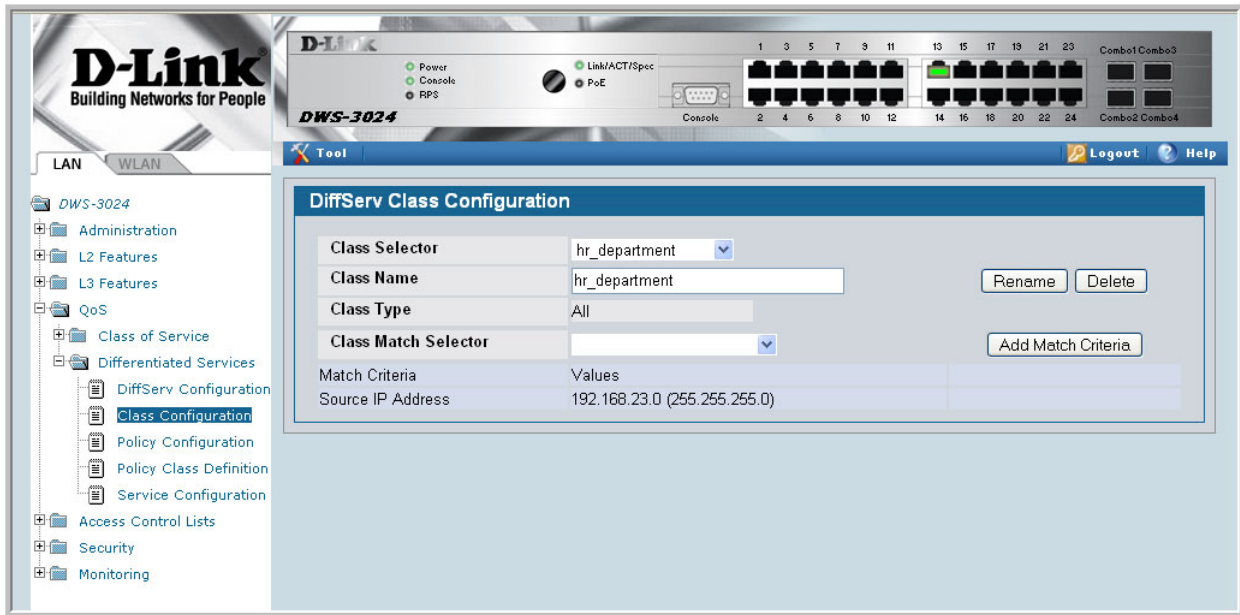 D-Link
Building Networks for People
LAN
WLAN
DWS-3024
Administration
L2 Features
L3 Features
QoS
Class of Service
Differentiated Services
DiffServ Configuration
Class Configuration
Policy Configuration
Policy Class Definition
Service Configuration
Access Control Lists
Security
Monitoring
D-Link
Power
Console
RPS
Link/ACT/Spec
PoE
DWS-3024
Console
1 3 5 7 9 11 13 15 17 19 21 23 Combo1 Combo3
2 4 6 8 10 12 14 16 18 20 22 24 Combo2 Combo4
Tool
Logout
Help
DiffServ Class Configuration
Class Selector hr_department
Class Name hr_department Rename Delete
Class Type All
Class Match Selector Add Match Criteria
Match Criteria Values
Source IP Address 192.168.23.0 (255.255.255.0)